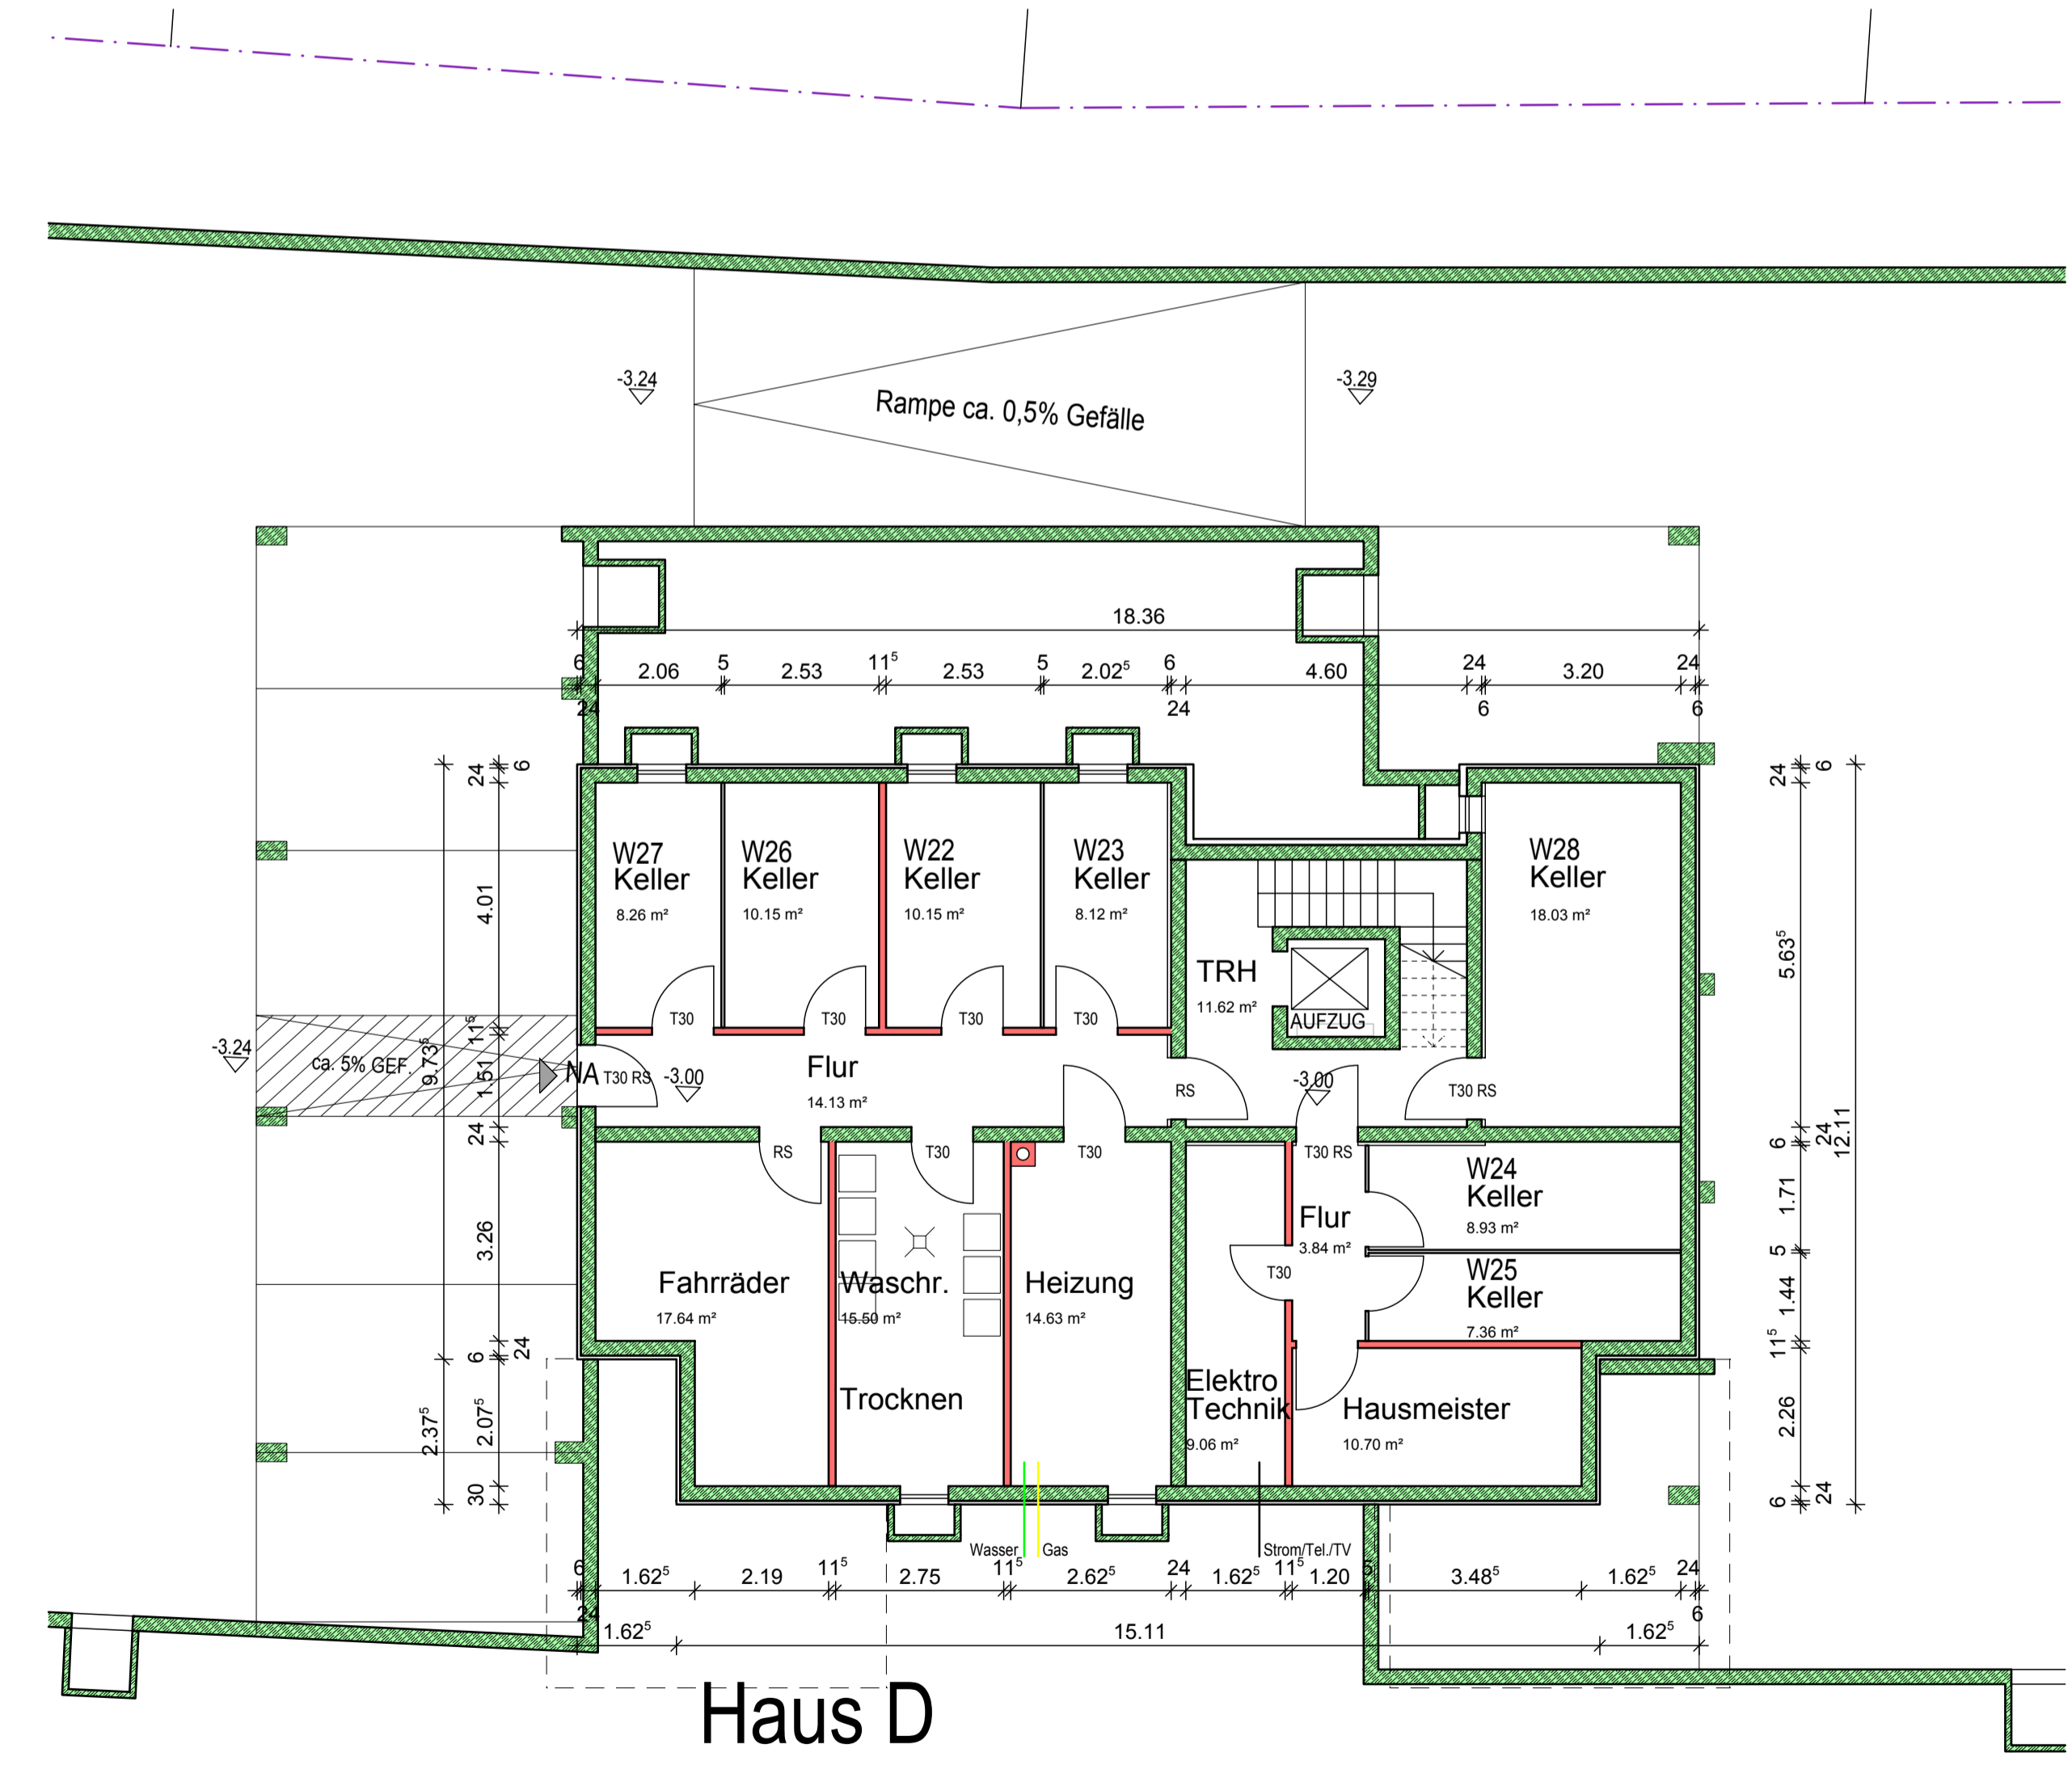 -3.24
-3.29
Rampe ca. 0,5% Gefälle
18.36
6
2.06
5
2.53
11⁵
2.53
5
2.02⁵
6
4.60
24
3.20
24
24
24
6
6
24
6
4.01
11⁵
1.51
24
3.26
6
24
2.07⁵
30
9.73⁵
2.37⁵
24
6
5.63⁵
6
24
1.71
5
1.44
11⁵
2.26
6
24
12.11
W27
Keller
8.26 m²
W26
Keller
10.15 m²
W22
Keller
10.15 m²
W23
Keller
8.12 m²
W28
Keller
18.03 m²
TRH
11.62 m²
AUFZUG
T30
T30
T30
T30
-3.24
ca. 5% GEF.
NA
T30 RS
-3.00
Flur
14.13 m²
RS
-3.00
T30 RS
RS
T30
T30
T30 RS
W24
Keller
8.93 m²
Flur
3.84 m²
T30
W25
Keller
7.36 m²
Fahrräder
17.64 m²
Waschr.
15.50 m²
Trocknen
Heizung
14.63 m²
Elektro
Technik
9.06 m²
Hausmeister
10.70 m²
Wasser
Gas
Strom/Tel./TV
6
1.62⁵
2.19
11⁵
2.75
11⁵
2.62⁵
24
1.62⁵
11⁵
1.20
5
3.48⁵
1.62⁵
24
24
6
1.62⁵
15.11
1.62⁵
Haus D